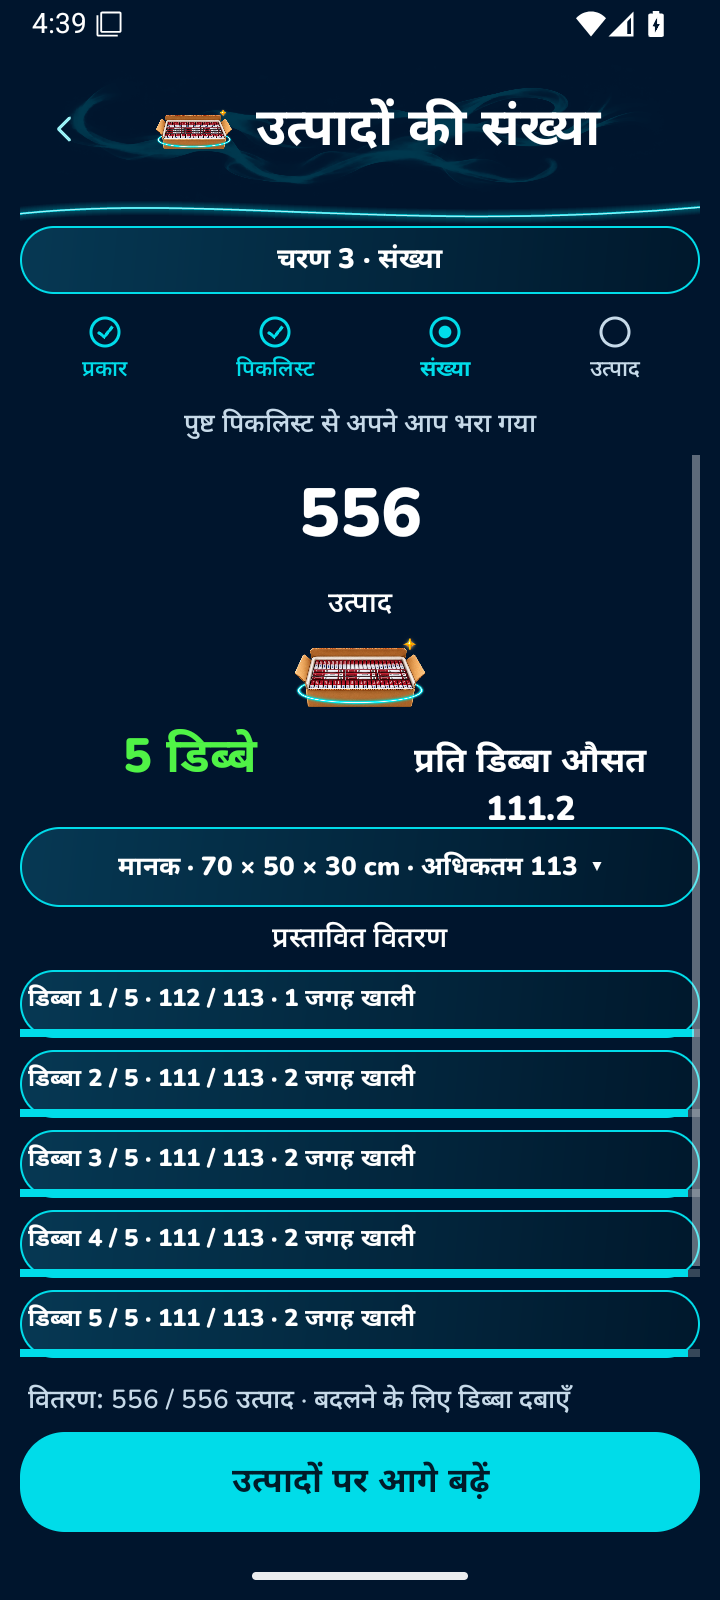 4:39
उत्पादों की संख्या
चरण 3 · संख्या
प्रकार
पिकलिस्ट
संख्या
उत्पाद
पुष्ट पिकलिस्ट से अपने आप भरा गया
556
उत्पाद
5 डिब्बे
प्रति डिब्बा औसत
111.2
मानक · 70 × 50 × 30 cm · अधिकतम 113 ▼
प्रस्तावित वितरण
डिब्बा 1 / 5 · 112 / 113 · 1 जगह खाली
डिब्बा 2 / 5 · 111 / 113 · 2 जगह खाली
डिब्बा 3 / 5 · 111 / 113 · 2 जगह खाली
डिब्बा 4 / 5 · 111 / 113 · 2 जगह खाली
डिब्बा 5 / 5 · 111 / 113 · 2 जगह खाली
वितरण: 556 / 556 उत्पाद · बदलने के लिए डिब्बा दबाएँ
उत्पादों पर आगे बढ़ें